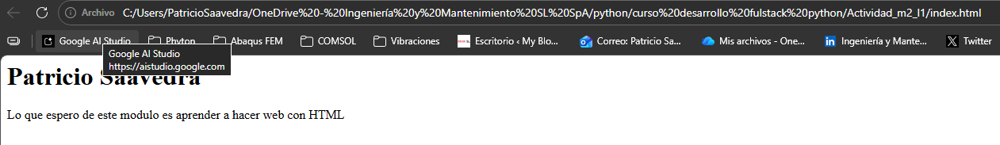 Archivo C:/Users/PatricioSaavedra/OneDrive%20-%20Ingeniería%20y%20Mantenimiento%20SL%20SpA/python/curso%20desarrollo%20fulstack%20python/Actividad_m2_l1/index.html
Google AI Studio Phyton Abaqus FEM COMSOL Vibraciones Escritorio ‹ My Blo... Correo: Patricio Sa... Mis archivos - One... Ingeniería y Mante... Twitter
Google AI Studio
https://aistudio.google.com
Patricio Saavedra
Lo que espero de este modulo es aprender a hacer web con HTML